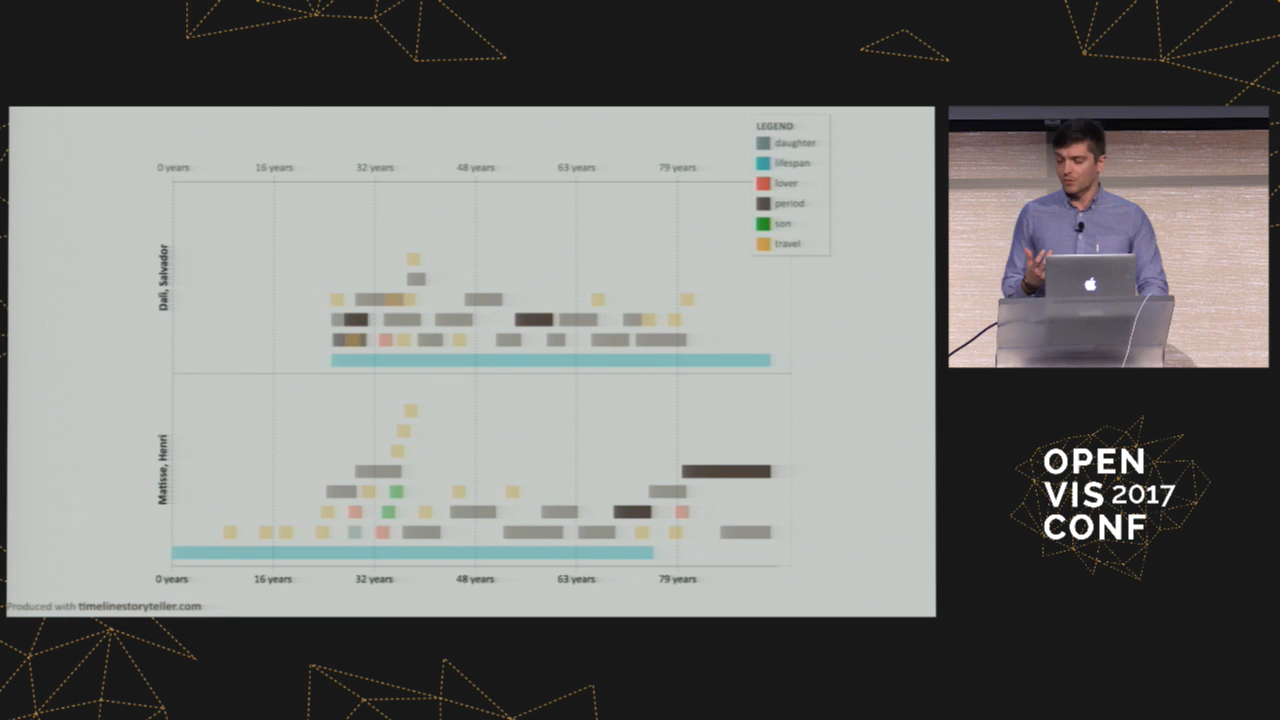 LEGEND
daughter
lifespan
lover
period
son
travel
0 years 16 years 32 years 48 years 63 years 79 years
Dali, Salvador
Matisse, Henri
0 years 16 years 32 years 48 years 63 years 79 years
Produced with timelinestoryteller.com
OPEN
VIS 2017
CONF